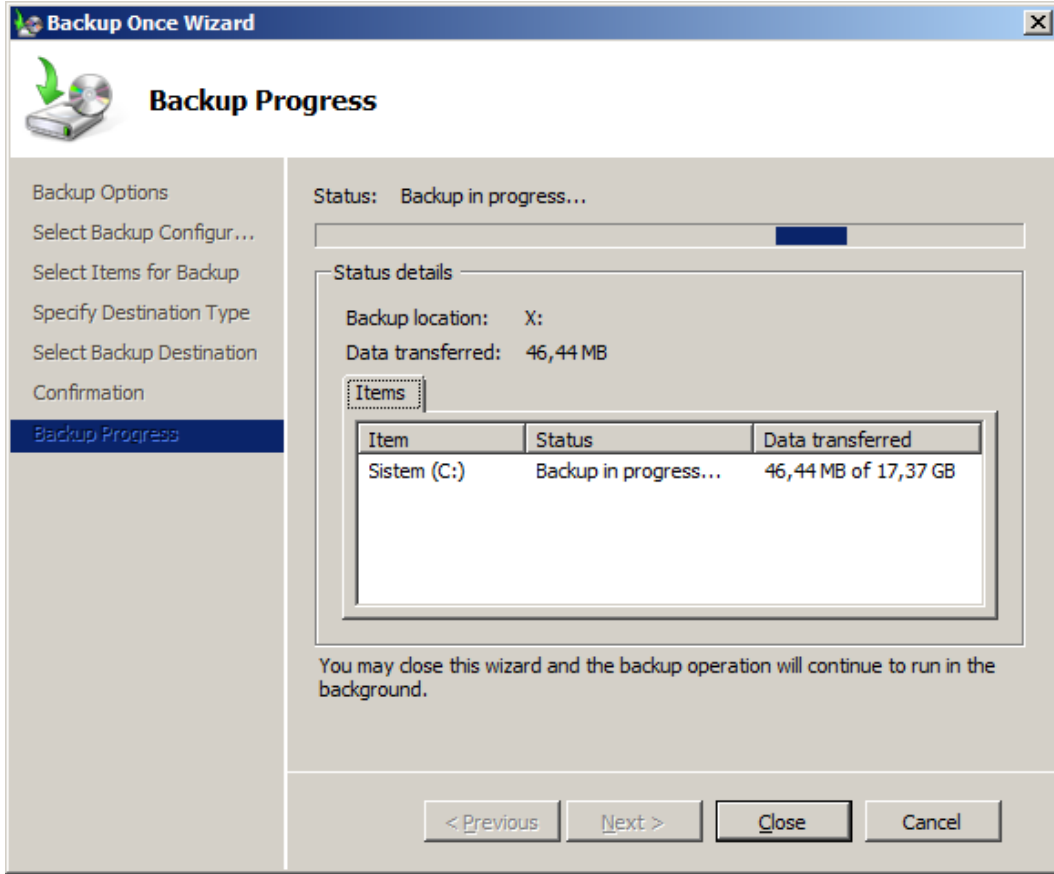 Backup Once Wizard
Backup Progress
Backup Options
Select Backup Configur...
Select Items for Backup
Specify Destination Type
Select Backup Destination
Confirmation
Backup Progress
Status: Backup in progress...
Status details
Backup location: X:
Data transferred: 46,44 MB
Items
Item Status Data transferred
Sistem (C:) Backup in progress... 46,44 MB of 17,37 GB
You may close this wizard and the backup operation will continue to run in the
background.
< Previous Next > Close Cancel